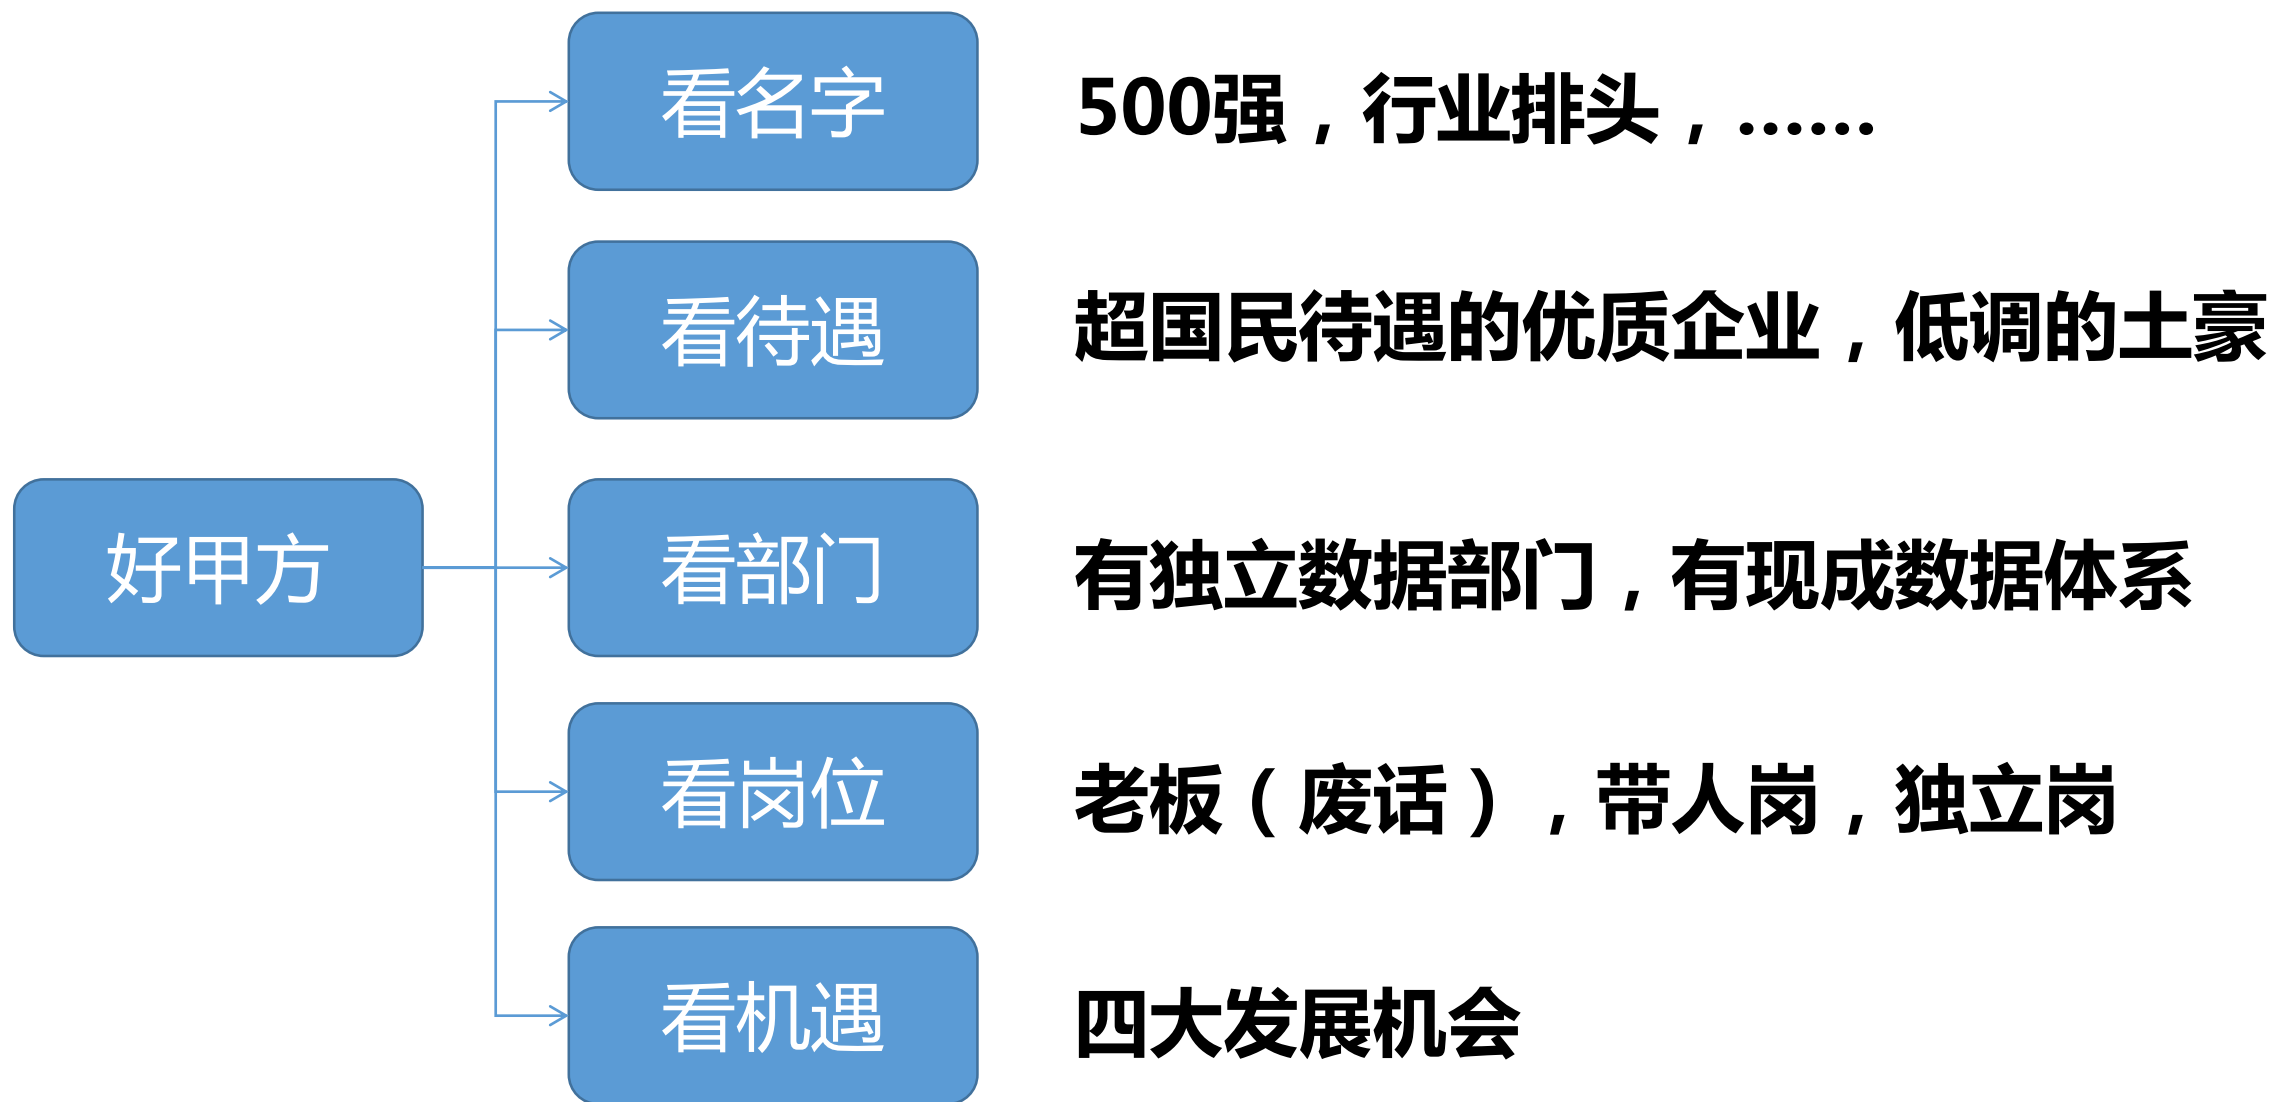 看名字
500强，行业排头，……
看待遇
超国民待遇的优质企业，低调的土豪
好甲方
看部门
有独立数据部门，有现成数据体系
看岗位
老板（废话），带人岗，独立岗
看机遇
四大发展机会